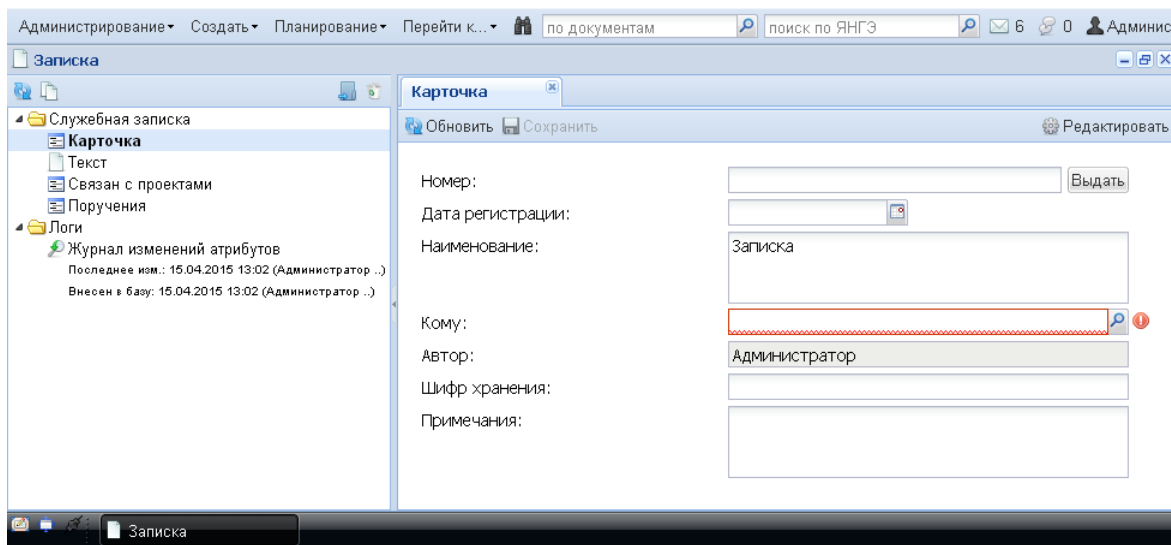 Администрирование Создать Планирование Перейти к... по документам поиск по ЯНГЭ 6 0 Админис
Записка
Карточка
Обновить Сохранить Редактировать
Служебная записка
Карточка
Текст
Связан с проектами
Поручения
Логи
Журнал изменений атрибутов
Последнее изм.: 15.04.2015 13:02 (Администратор ..)
Внесен в базу: 15.04.2015 13:02 (Администратор ..)
Номер: Выдать
Дата регистрации:
Наименование: Записка
Кому:
Автор: Администратор
Шифр хранения:
Примечания:
Записка